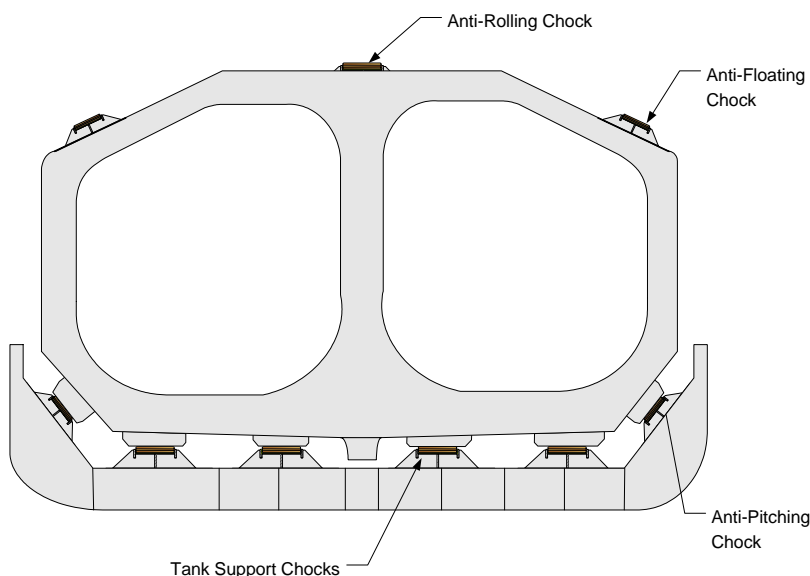 Anti-Rolling Chock
Anti-Floating
Chock
Anti-Pitching
Chock
Tank Support Chocks